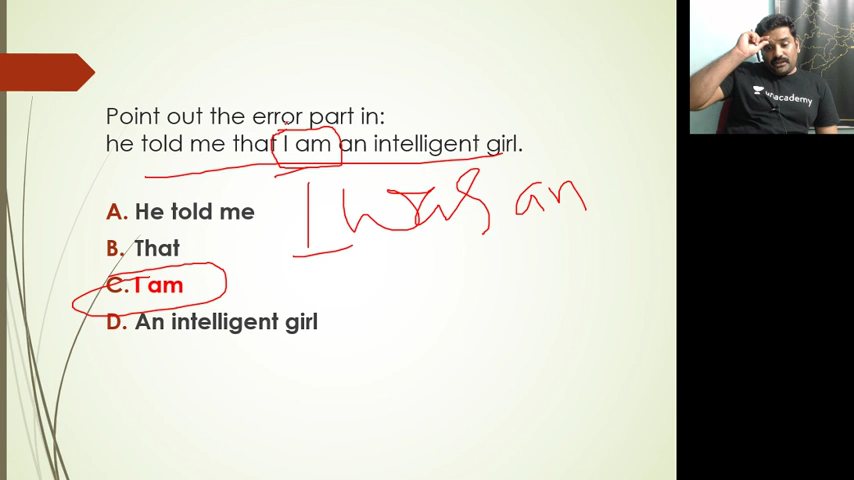 Point out the error part in:
he told me that I am an intelligent girl.
I was an
A. He told me
B. That
C. I am
D. An intelligent girl
unacademy